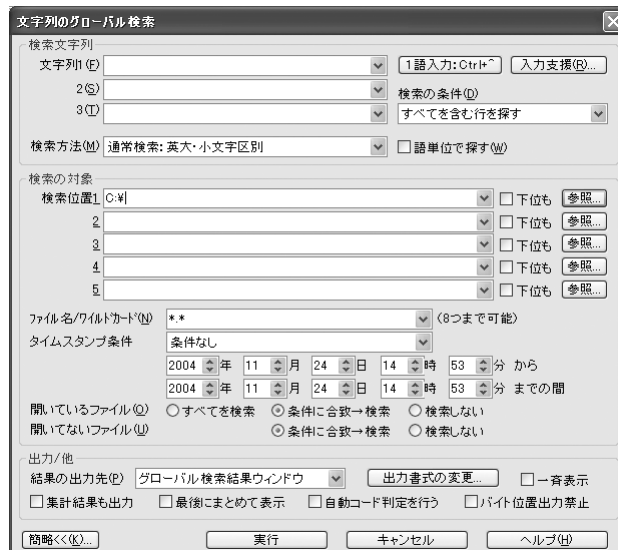 文字列のグローバル検索
検索文字列
文字列1(F) 1語入力:Ctrl+^ 入力支援(R)...
2(S) 検索の条件(D)
3(T) すべてを含む行を探す
検索方法(M) 通常検索:英大・小文字区別 語単位で探す(W)
検索の対象
検索位置1 C:¥ 下位も 参照...
2 下位も 参照...
3 下位も 参照...
4 下位も 参照...
5 下位も 参照...
ファイル名/ワイルドカード(N) *.* (8つまで可能)
タイムスタンプ条件 条件なし
2004 年 11 月 24 日 14 時 53 分 から
2004 年 11 月 24 日 14 時 53 分 までの間
開いているファイル(O) すべてを検索 条件に合致→検索 検索しない
開いてないファイル(U) 条件に合致→検索 検索しない
出力/他
結果の出力先(P) グローバル検索結果ウィンドウ 出力書式の変更... 一斉表示
集計結果も出力 最後にまとめて表示 自動コード判定を行う バイト位置出力禁止
簡略<<(K)... 実行 キャンセル ヘルプ(H)